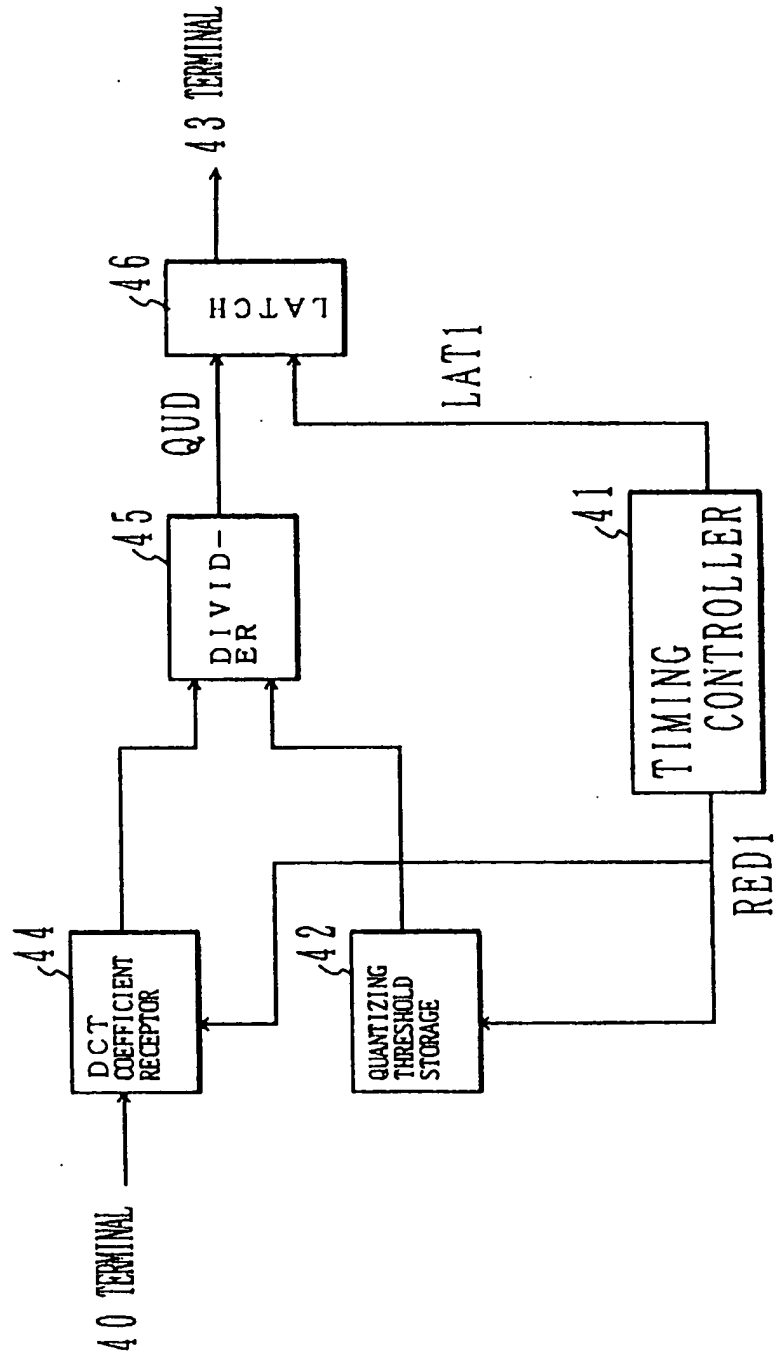 40 TERMINAL
44
DCT
COEFFICIENT
RECEPTOR
42
QUANTIZING
THRESHOLD
STORAGE
45
DIVID-
ER
QUD
46
LATCH
43 TERMINAL
RED1
41
TIMING
CONTROLLER
LAT1